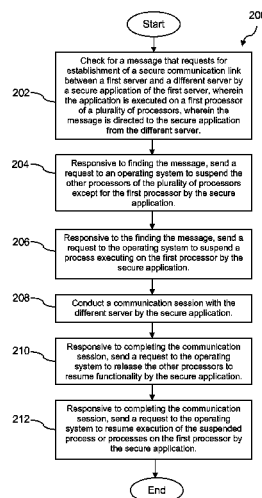 Start
200
202
Check for a message that requests for
establishment of a secure communication link
between a first server and a different server by
a secure application of the first server, wherein
the application is executed on a first processor
of a plurality of processors, wherein the
message is directed to the secure application
from the different server.
204
Responsive to finding the message, send a
request to an operating system to suspend the
other processors of the plurality of processors
except for the first processor by the secure
application.
206
Responsive to the finding the message, send a
request to the operating system to suspend a
process executing on the first processor by the
secure application.
208
Conduct a communication session with the
different server by the secure application.
210
Responsive to completing the communication
session, send a request to the operating
system to release the other processors to
resume functionality by the secure application.
212
Responsive to completing the communication
session, send a request to the operating
system to resume execution of the suspended
process or processes on the first processor by
the secure application.
End